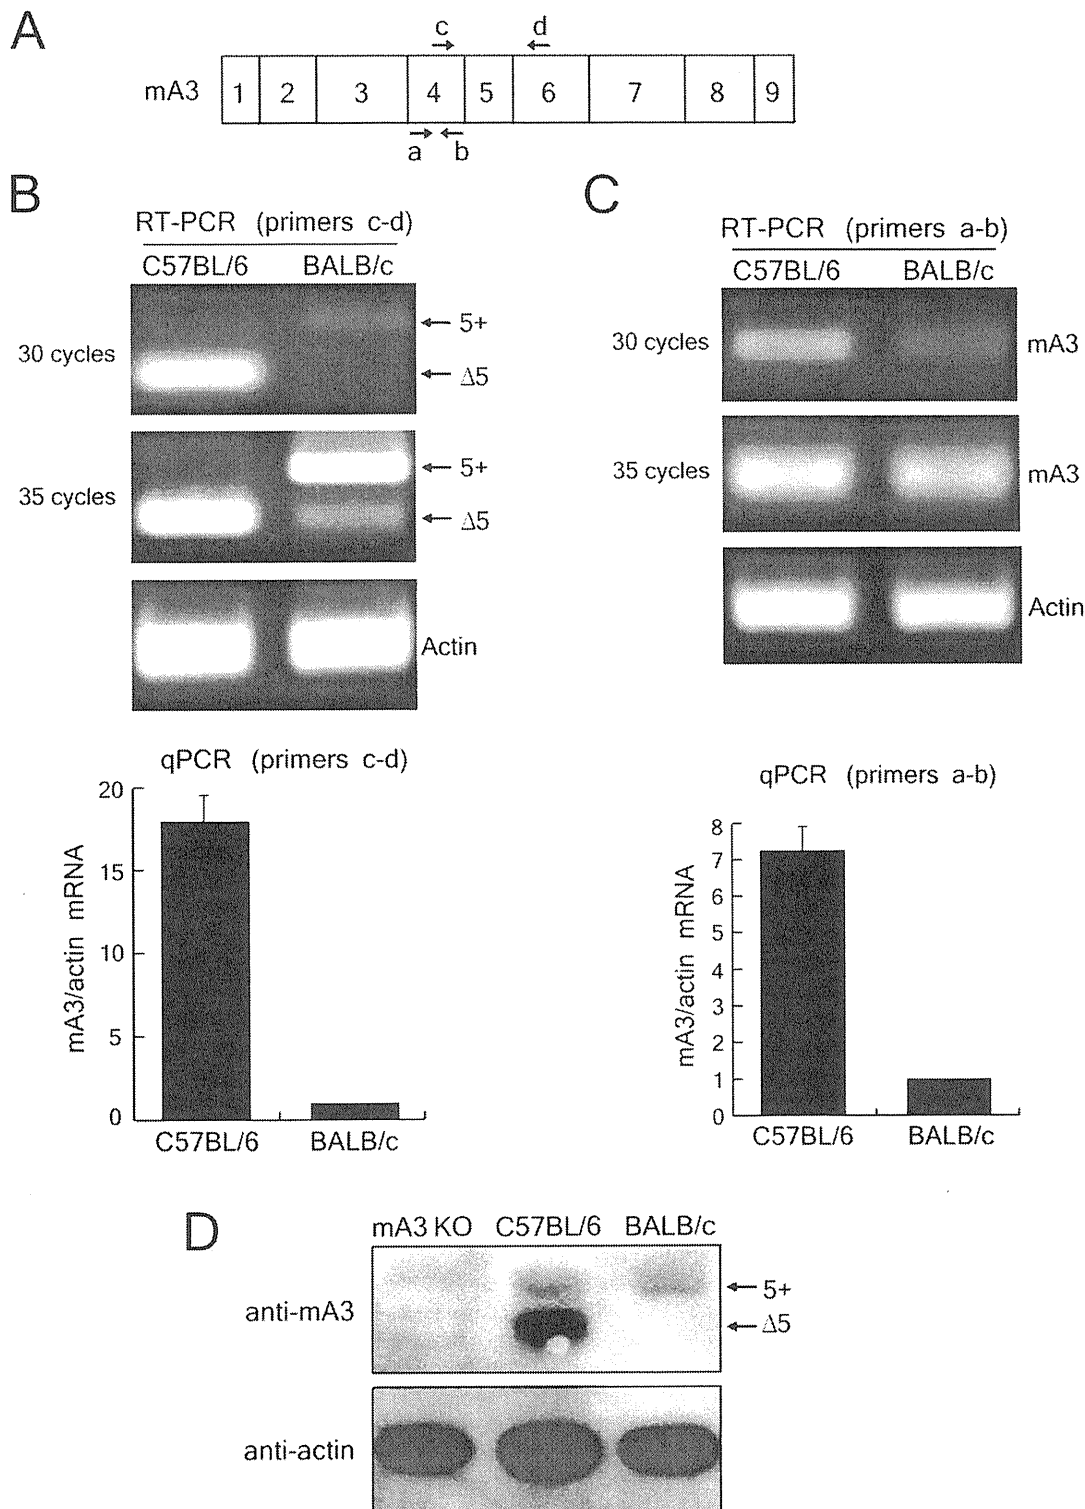 A
c d
mA3 1 2 3 4 5 6 7 8 9
a b
B
RT-PCR (primers c-d)
C57BL/6 BALB/c
30 cycles
5+
Δ5
35 cycles
5+
Δ5
Actin
qPCR (primers c-d)
mA3/actin mRNA
20
15
10
5
0
C57BL/6 BALB/c
C
RT-PCR (primers a-b)
C57BL/6 BALB/c
30 cycles mA3
35 cycles mA3
Actin
qPCR (primers a-b)
mA3/actin mRNA
8
7
6
5
4
3
2
1
0
C57BL/6 BALB/c
D
mA3 KO C57BL/6 BALB/c
anti-mA3
5+
Δ5
anti-actin